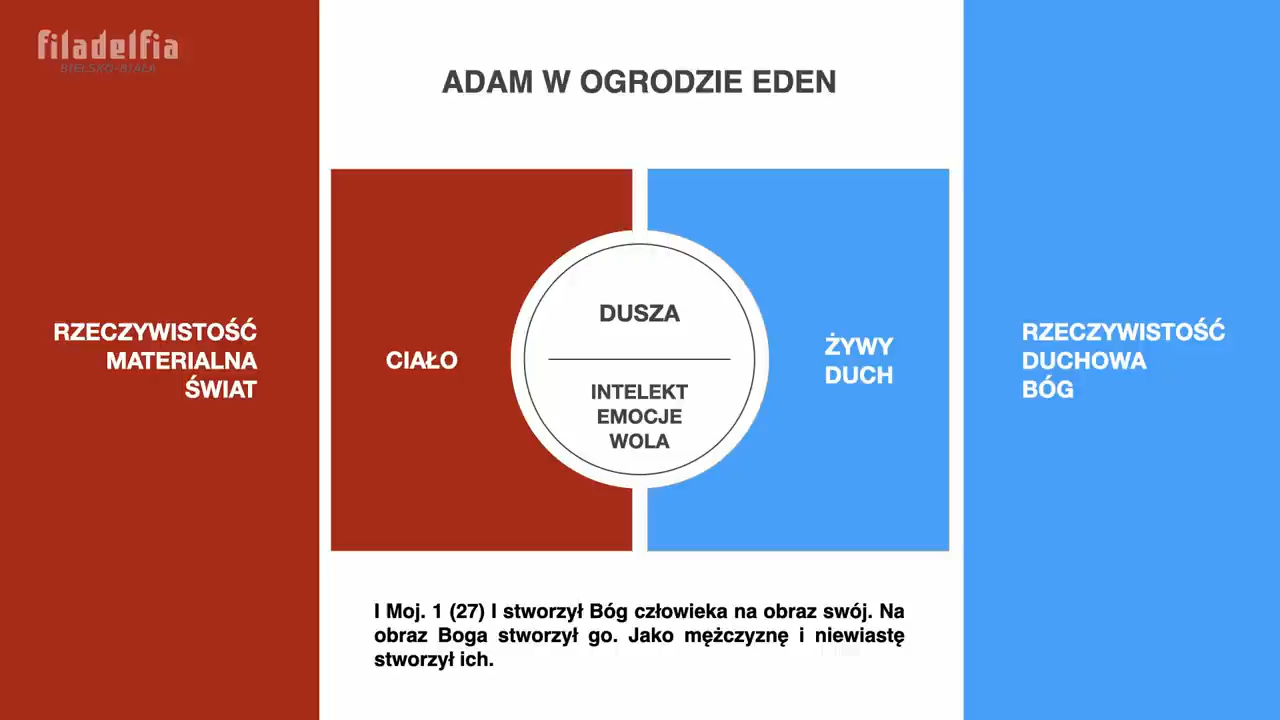 filadelfia
BIELSKO-BIAŁA
ADAM W OGRODZIE EDEN
RZECZYWISTOŚĆ
MATERIALNA
ŚWIAT
CIAŁO
DUSZA
INTELEKT
EMOCJE
WOLA
ŻYWY
DUCH
RZECZYWISTOŚĆ
DUCHOWA
BÓG
I Moj. 1 (27) I stworzył Bóg człowieka na obraz swój. Na
obraz Boga stworzył go. Jako mężczyznę i niewiastę
stworzył ich.